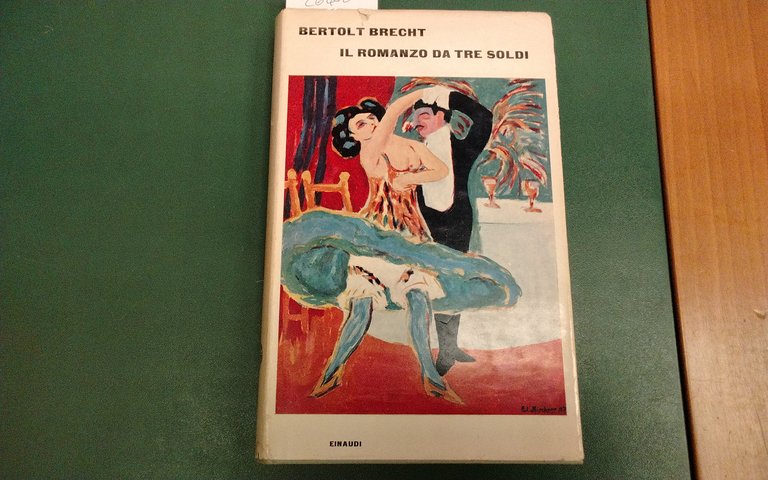 BERTOLT BRECHT
IL ROMANZO DA TRE SOLDI
EINAUDI